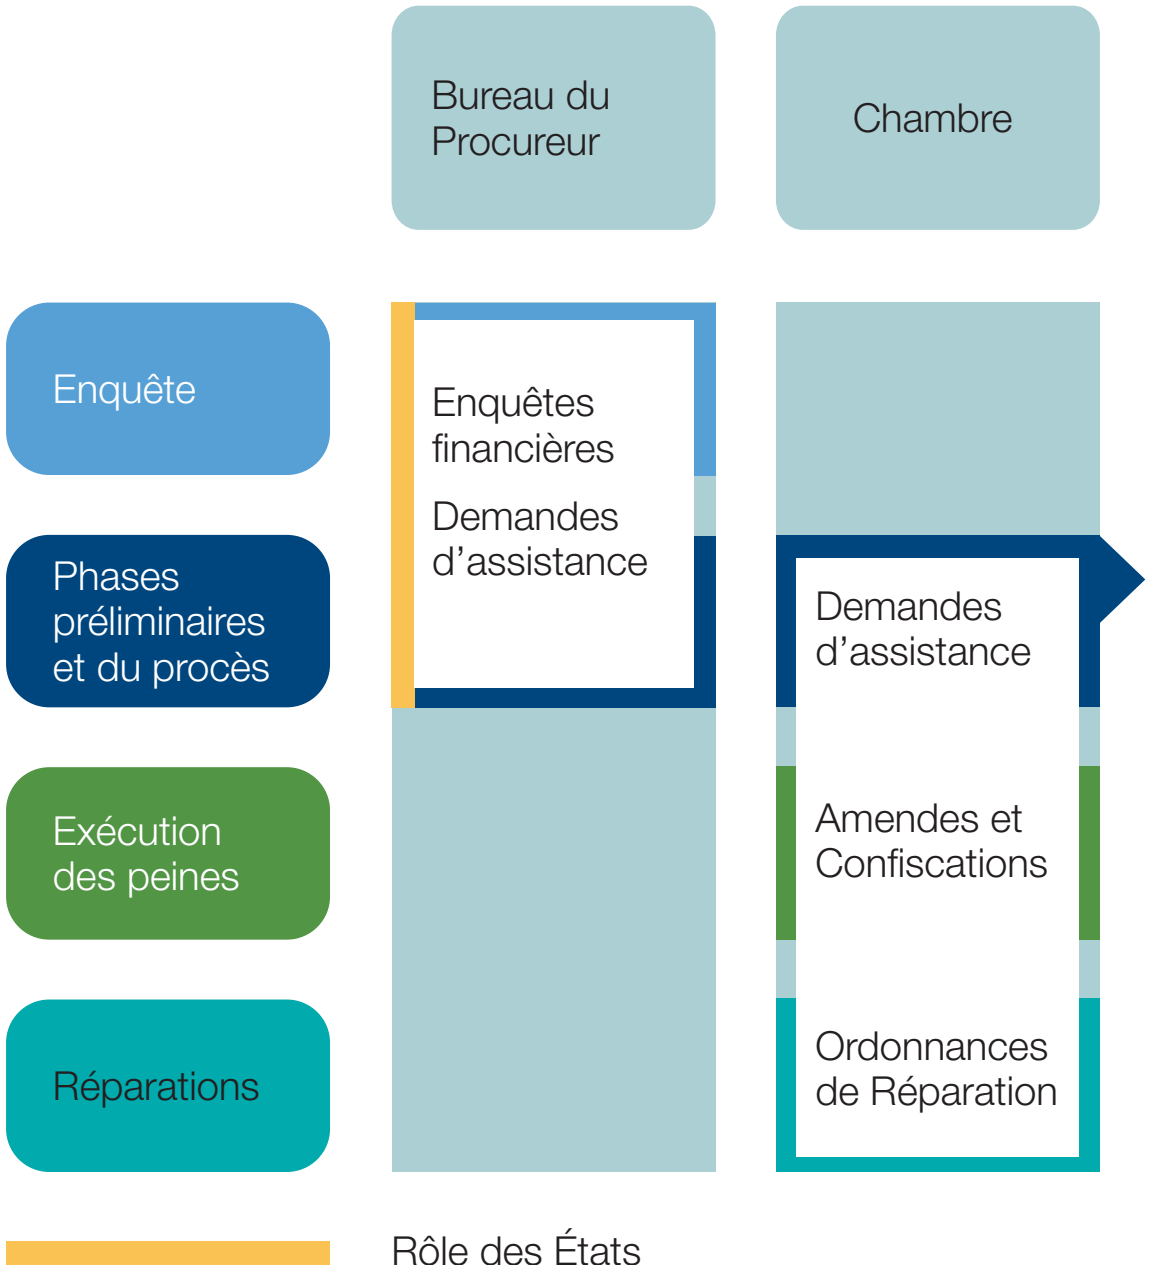 Bureau du
Procureur
Chambre
Enquête
Enquêtes
financières
Demandes
d’assistance
Phases
préliminaires
et du procès
Demandes
d’assistance
Exécution
des peines
Amendes et
Confiscations
Réparations
Ordonnances
de Réparation
Rôle des États